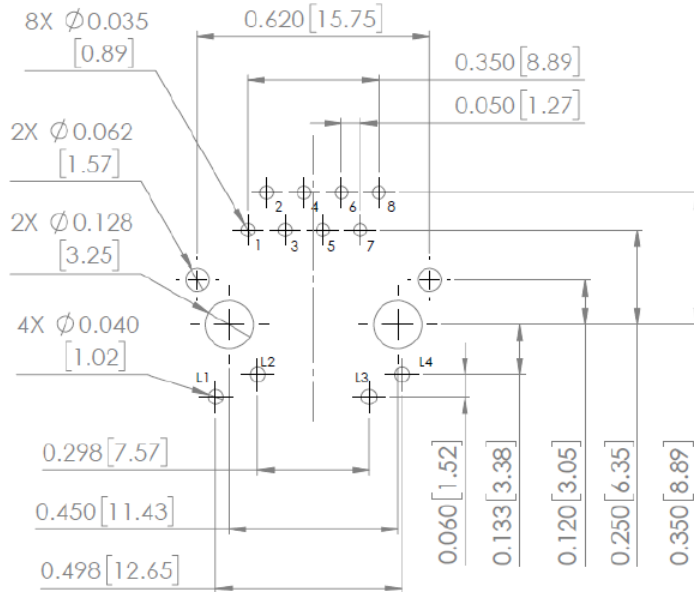 8X Ø0.035
[0.89]
0.620[15.75]
0.350[8.89]
0.050[1.27]
2X Ø0.062
[1.57]
2X Ø0.128
[3.25]
4X Ø0.040
[1.02]
2 4 6 8
1 3 5 7
L1 L2 L3 L4
0.298[7.57]
0.450[11.43]
0.498[12.65]
0.060[1.52]
0.133[3.38]
0.120[3.05]
0.250[6.35]
0.350[8.89]